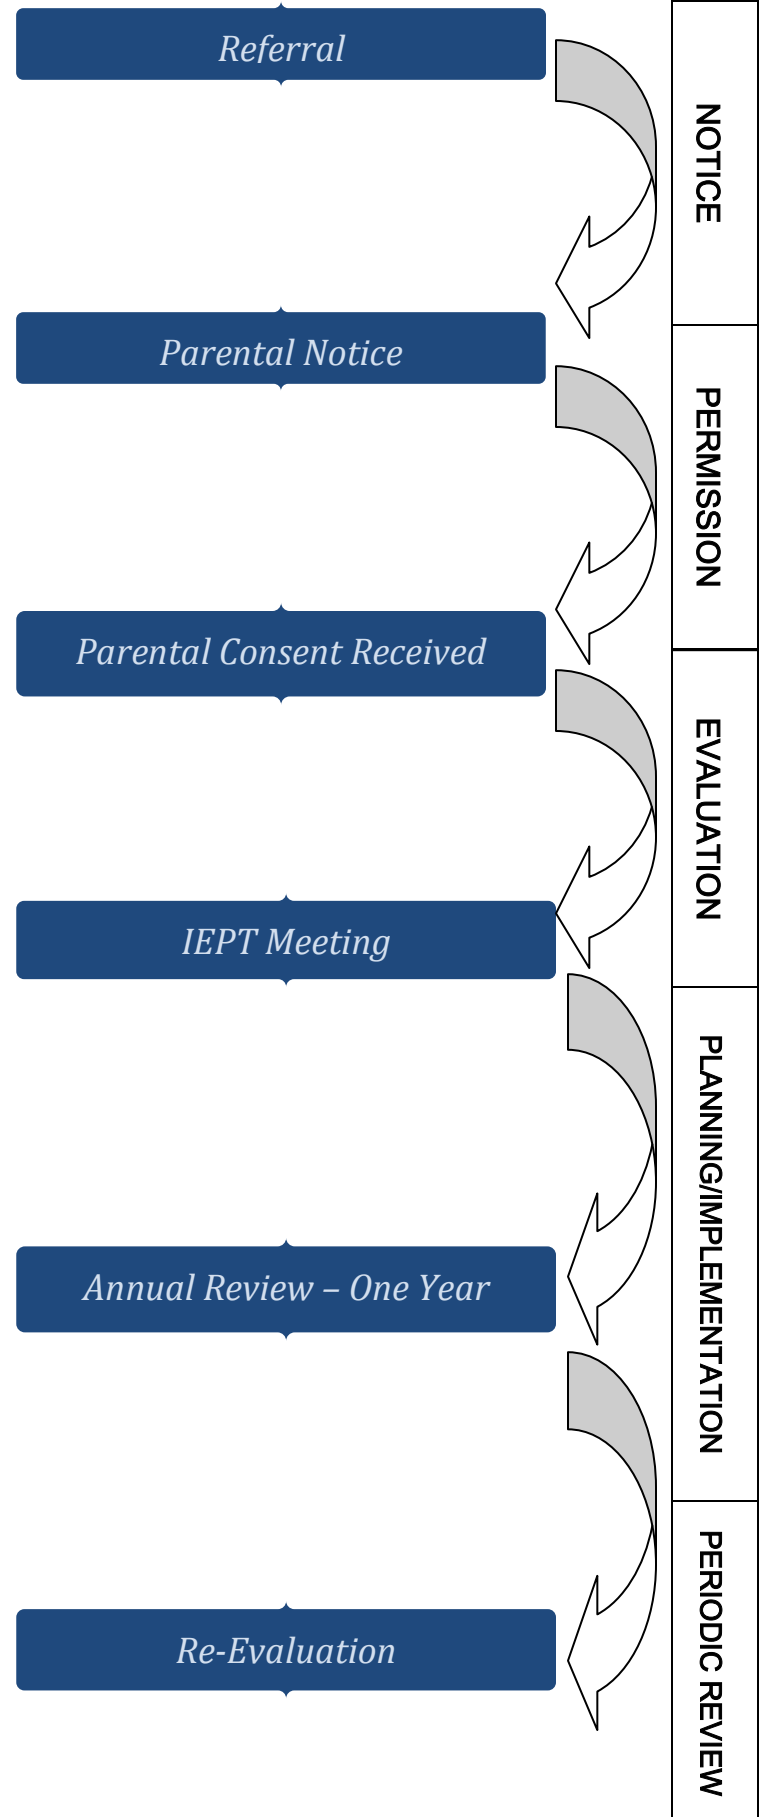 Referral
NOTICE
Parental Notice
PERMISSION
Parental Consent Received
EVALUATION
IEPT Meeting
PLANNING/IMPLEMENTATION
Annual Review – One Year
PERIODIC REVIEW
Re-Evaluation